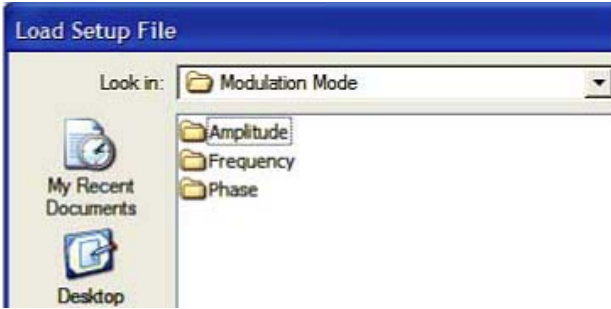 Load Setup File
Look in: Modulation Mode
Amplitude
Frequency
Phase
My Recent
Documents
Desktop